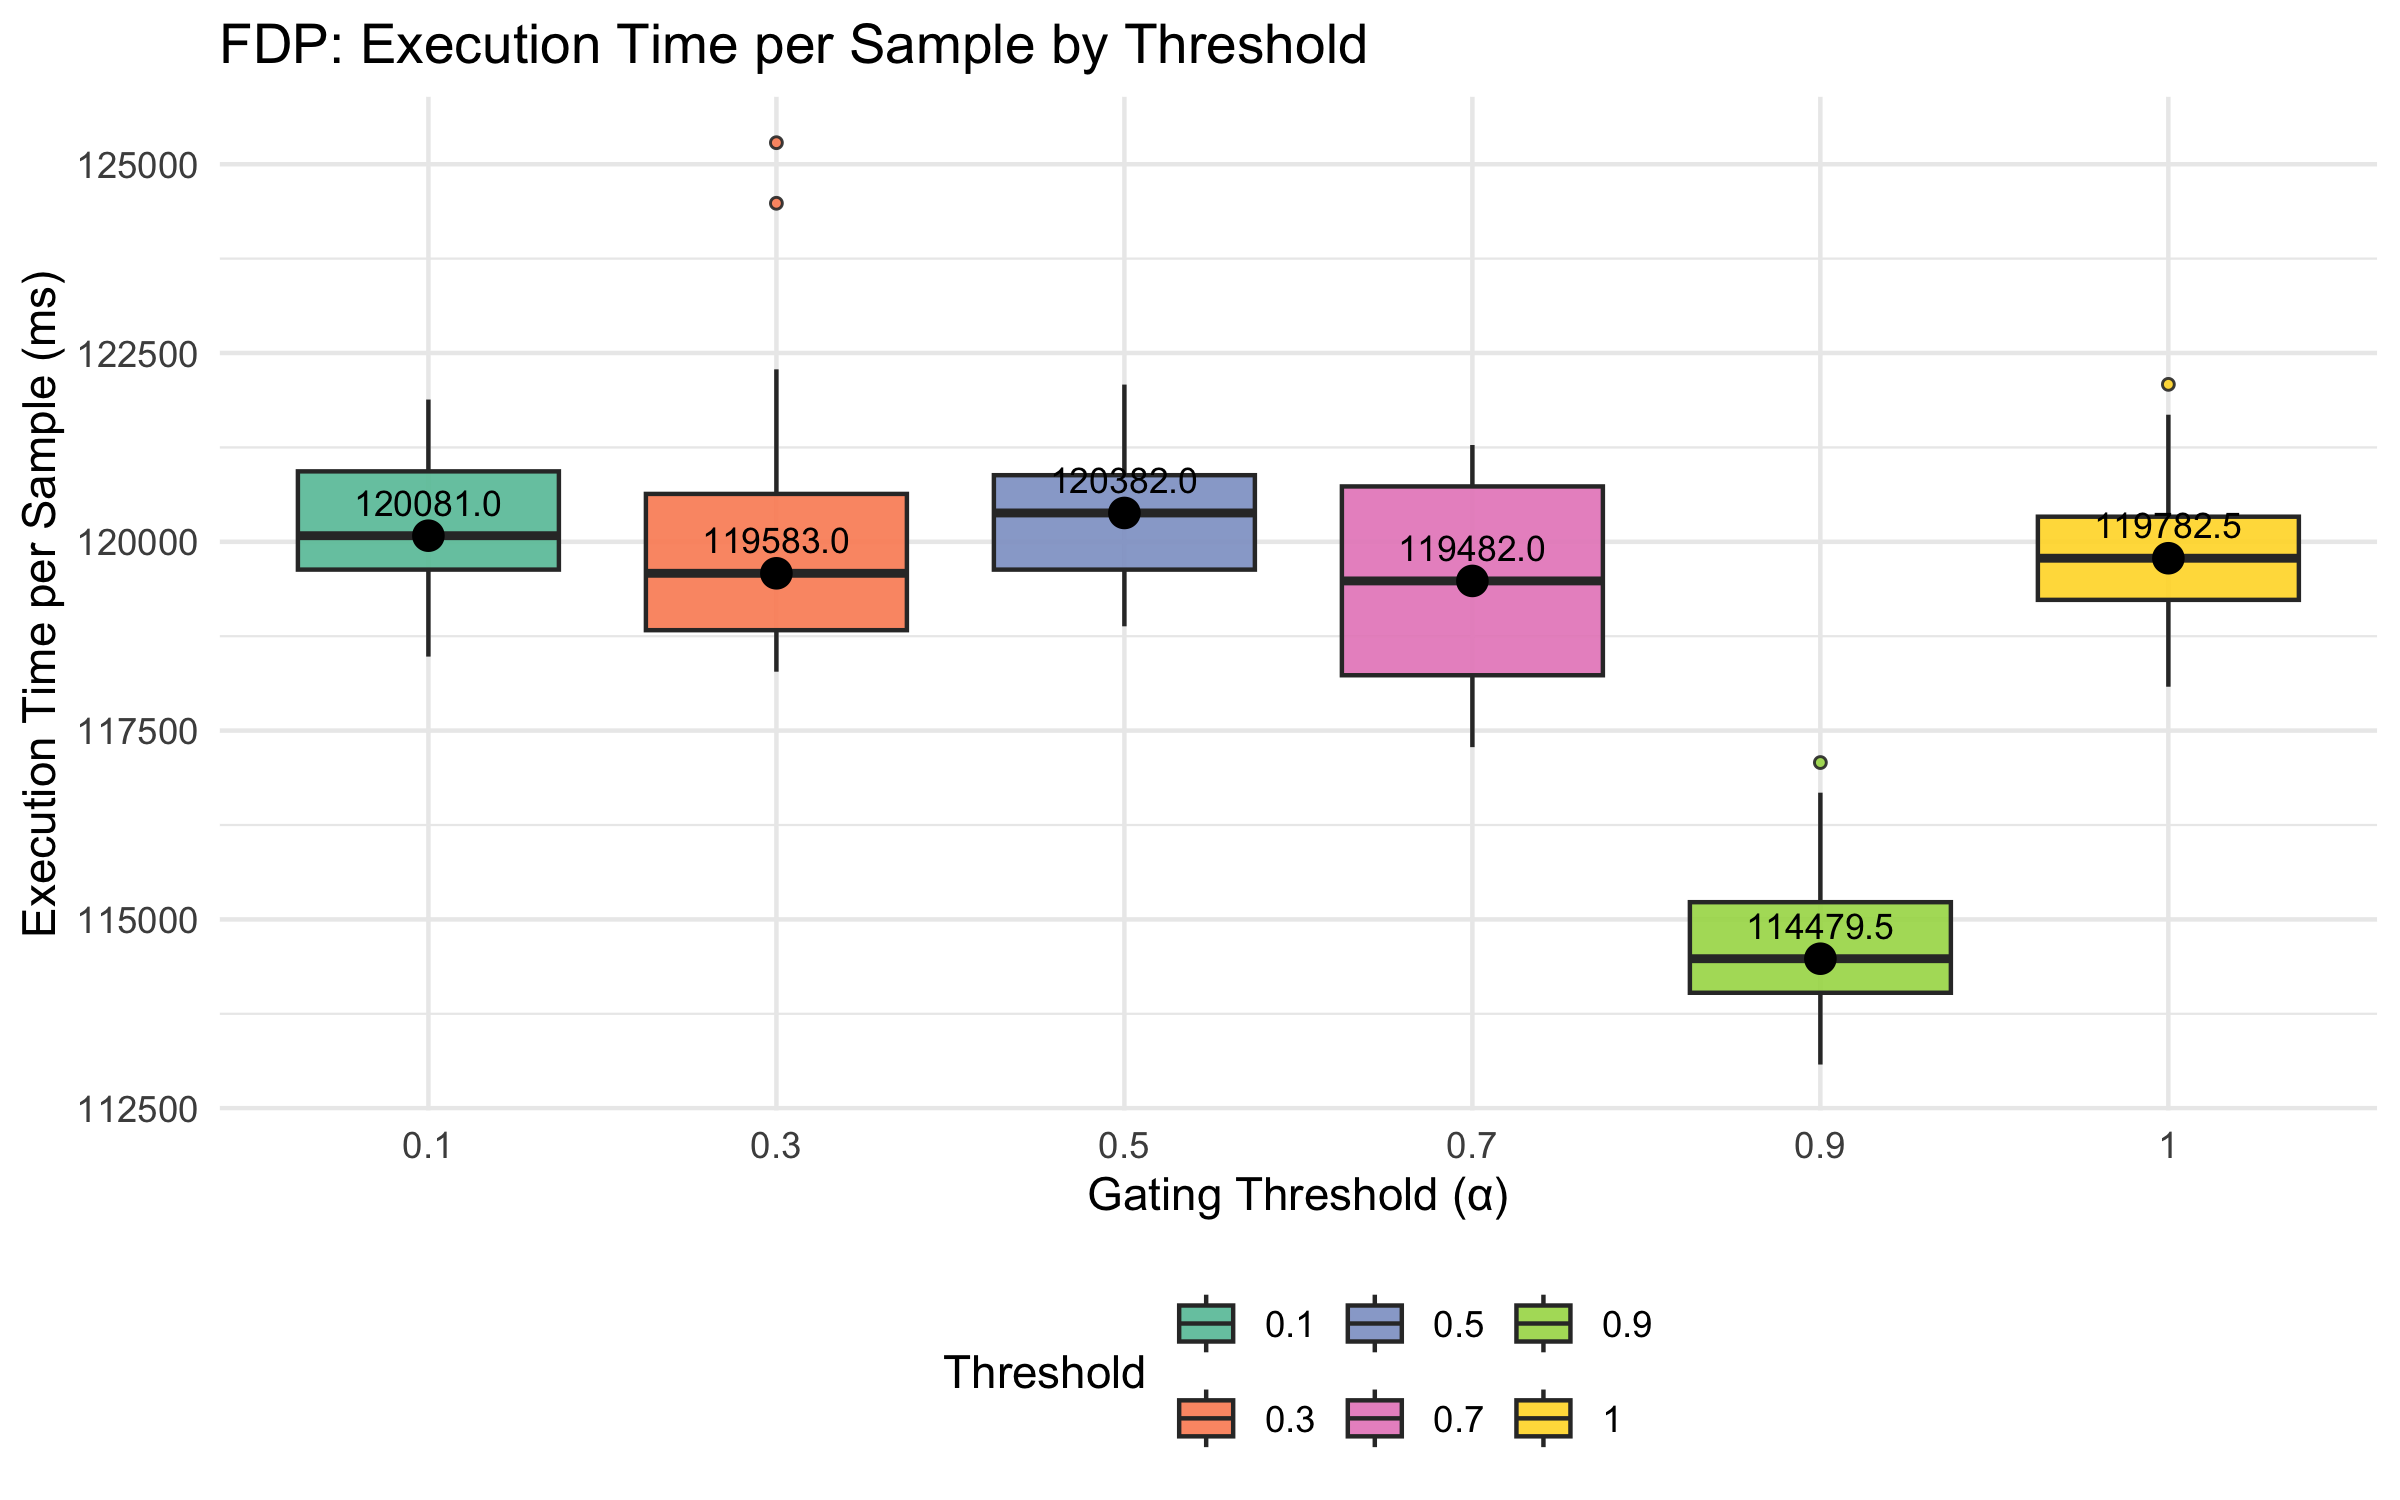 FDP: Execution Time per Sample by Threshold
Execution Time per Sample (ms)
125000
122500
120000
117500
115000
112500
120081.0
119583.0
120382.0
119482.0
114479.5
119782.5
0.1 0.3 0.5 0.7 0.9 1
Gating Threshold (α)
Threshold
0.1 0.5 0.9
0.3 0.7 1